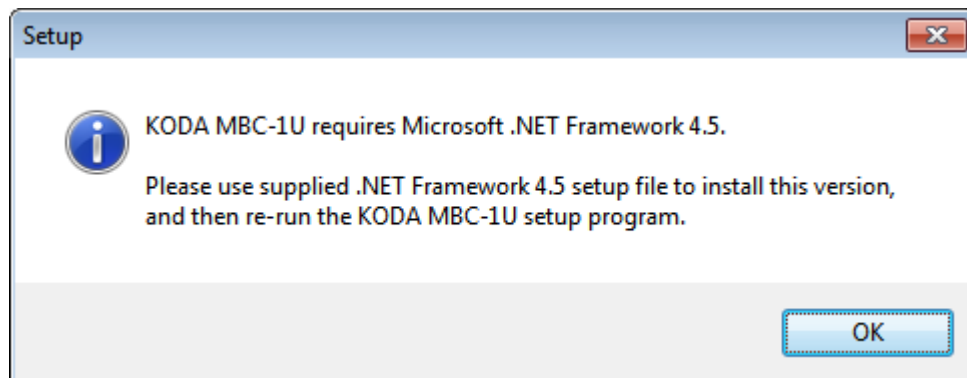 Setup
KODA MBC-1U requires Microsoft .NET Framework 4.5.
Please use supplied .NET Framework 4.5 setup file to install this version,
and then re-run the KODA MBC-1U setup program.
OK